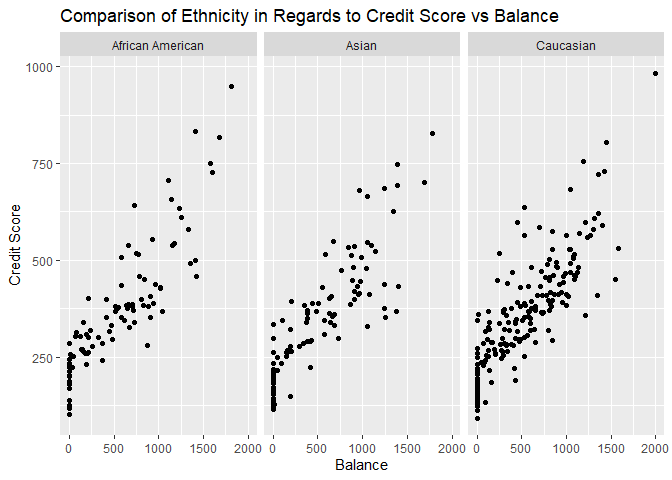 Comparison of Ethnicity in Regards to Credit Score vs Balance
African American Asian Caucasian
1000
750
500
250
Credit Score
0 500 1000 1500 2000 0 500 1000 1500 2000 0 500 1000 1500 2000
Balance